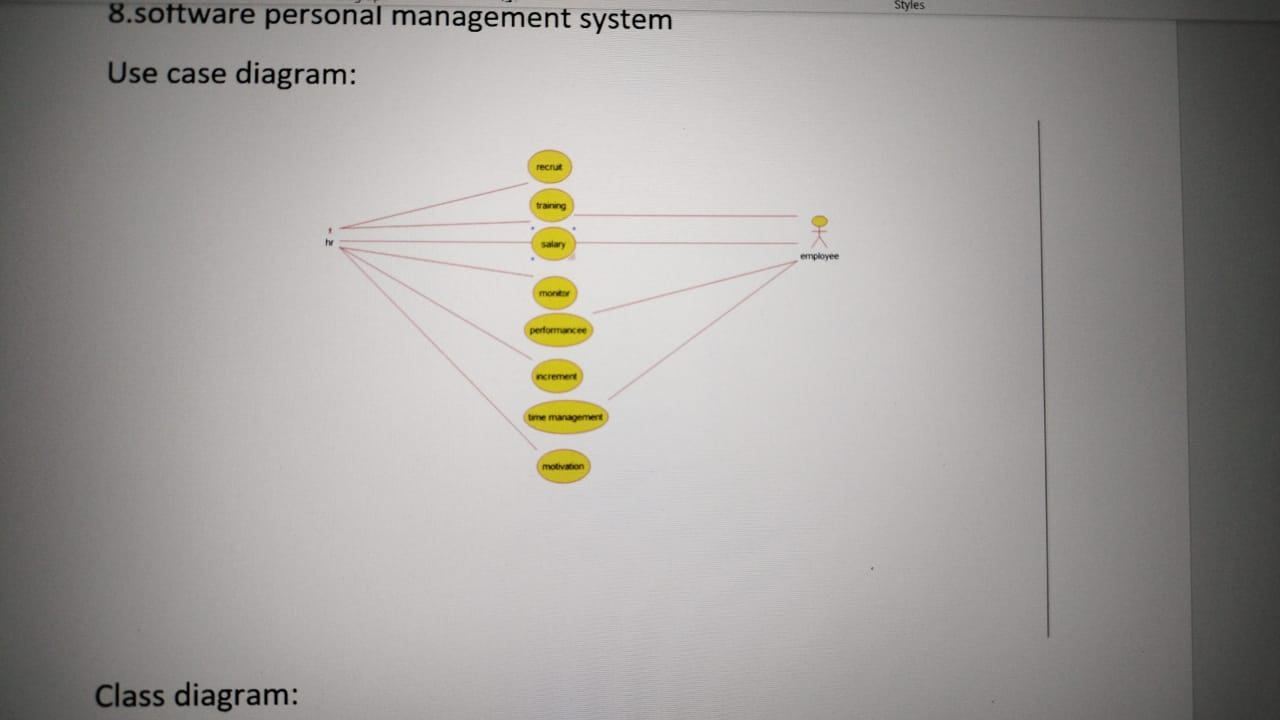 Styles
8.software personal management system
Use case diagram:
recruit
training
hr
salary
employee
monitor
performancee
increment
time management
motivation
Class diagram: